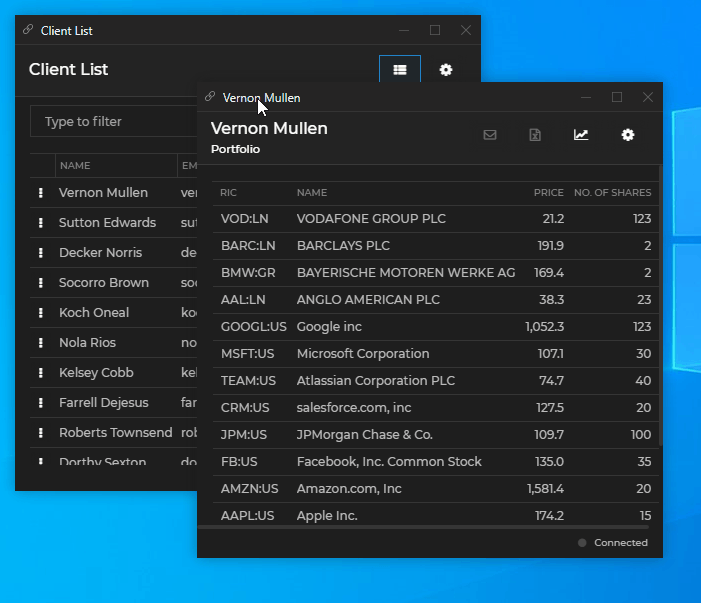 Client List
Client List
Type to filter
NAME EM
Vernon Mullen ver
Sutton Edwards sut
Decker Norris de
Socorro Brown soc
Koch Oneal ko
Nola Rios no
Kelsey Cobb kel
Farrell Dejesus far
Roberts Townsend rob
Dorthy Sexton do
Vernon Mullen
Vernon Mullen
Portfolio
RIC NAME PRICE NO. OF SHARES
VOD:LN VODAFONE GROUP PLC 21.2 123
BARC:LN BARCLAYS PLC 191.9 2
BMW:GR BAYERISCHE MOTOREN WERKE AG 169.4 2
AAL:LN ANGLO AMERICAN PLC 38.3 23
GOOGL:US Google inc 1,052.3 123
MSFT:US Microsoft Corporation 107.1 30
TEAM:US Atlassian Corporation PLC 74.7 40
CRM:US salesforce.com, inc 127.5 20
JPM:US JPMorgan Chase & Co. 109.7 100
FB:US Facebook, Inc. Common Stock 135.0 35
AMZN:US Amazon.com, Inc 1,581.4 20
AAPL:US Apple Inc. 174.2 15
Connected